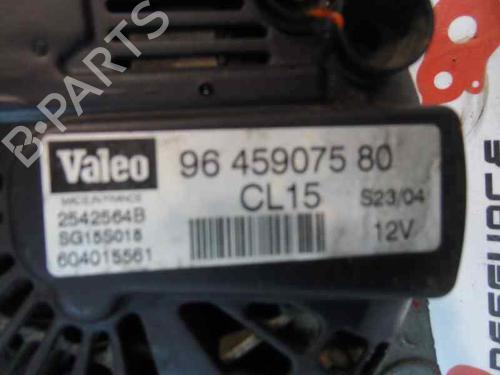 B-PARTS
Valeo
MADE IN FRANCE
96 459075 80
CL15
S23/04
2542564B
SG15S018
12V
604015561